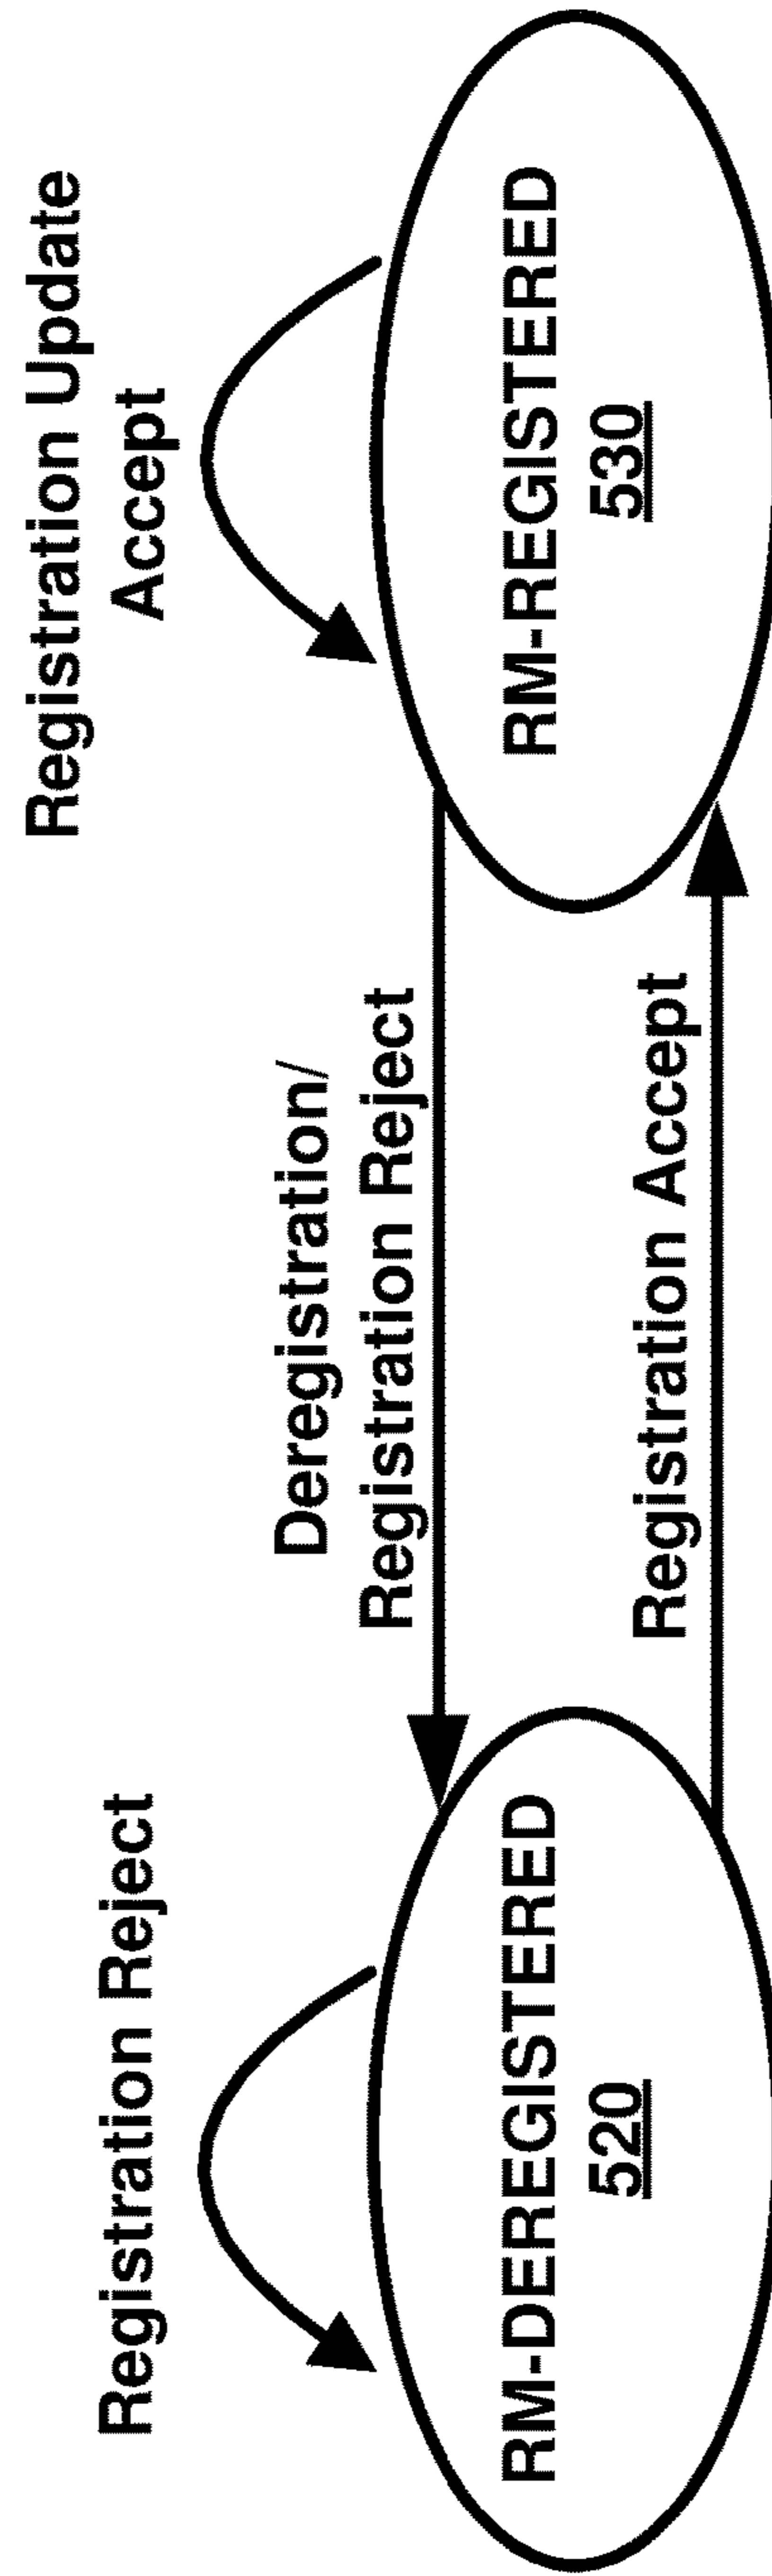 Registration Reject
RM-DEREGISTERED
520
Deregistration/
Registration Reject
Registration Accept
Registration Update
Accept
RM-REGISTERED
530